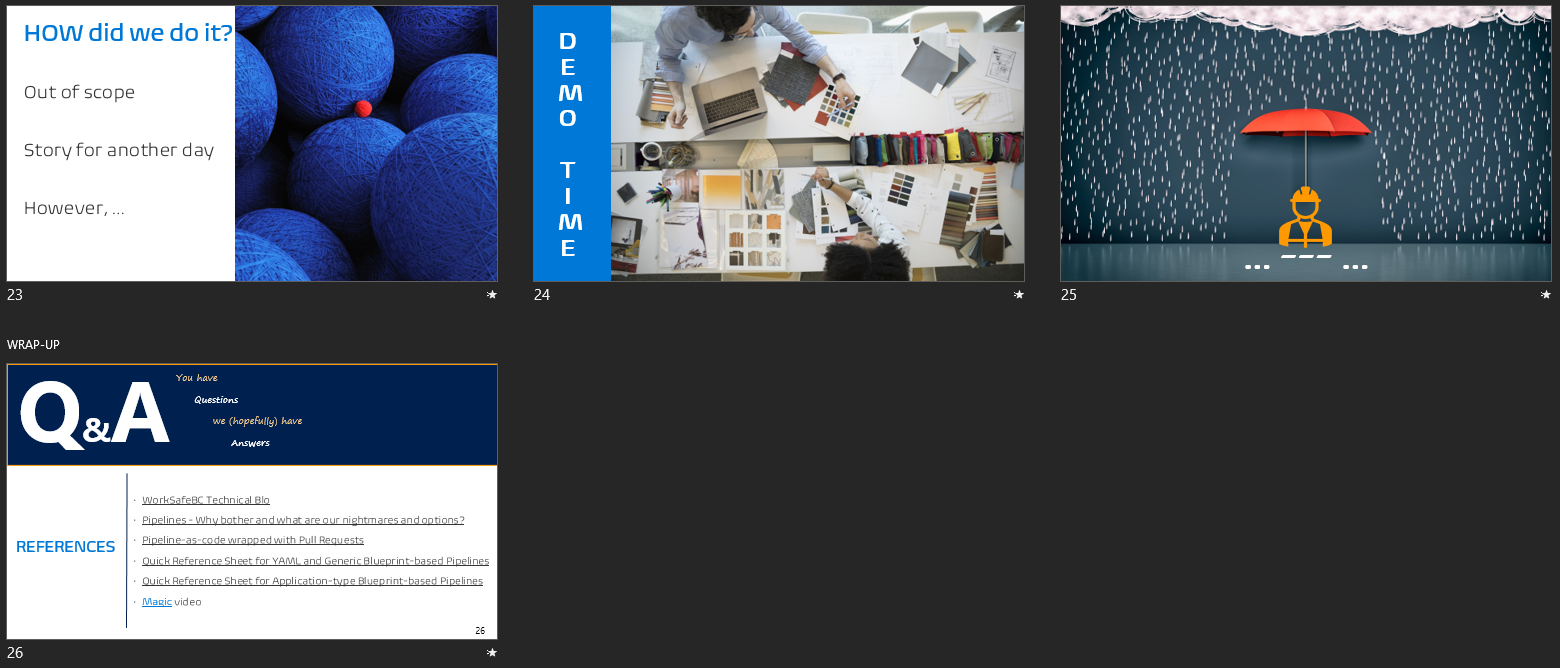 HOW did we do it?
Out of scope
Story for another day
However, ...
23
DEMO TIME
24
25
WRAP-UP
Q&A
You have
Questions
we (hopefully) have
Answers
REFERENCES
WorkSafeBC Technical Blo
Pipelines - Why bother and what are our nightmares and options?
Pipeline-as-code wrapped with Pull Requests
Quick Reference Sheet for YAML and Generic Blueprint-based Pipelines
Quick Reference Sheet for Application-type Blueprint-based Pipelines
Magic video
26
26